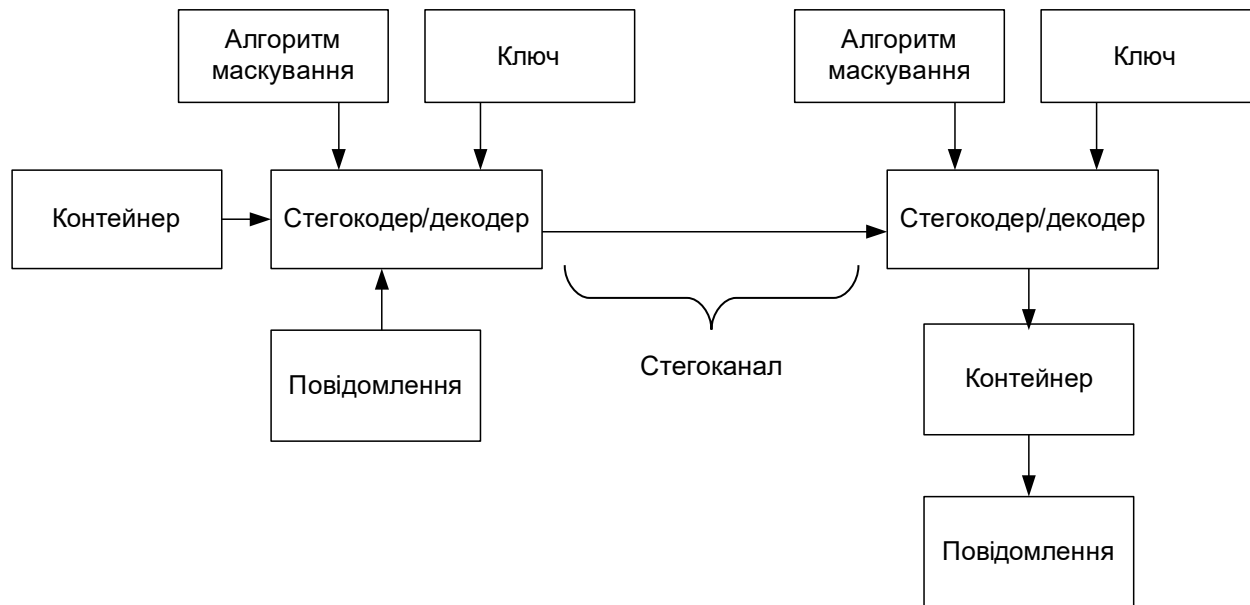 Алгоритм
маскування
Ключ
Алгоритм
маскування
Ключ
Контейнер
Стегокодер/декодер
Стегокодер/декодер
Повідомлення
Стегоканал
Контейнер
Повідомлення